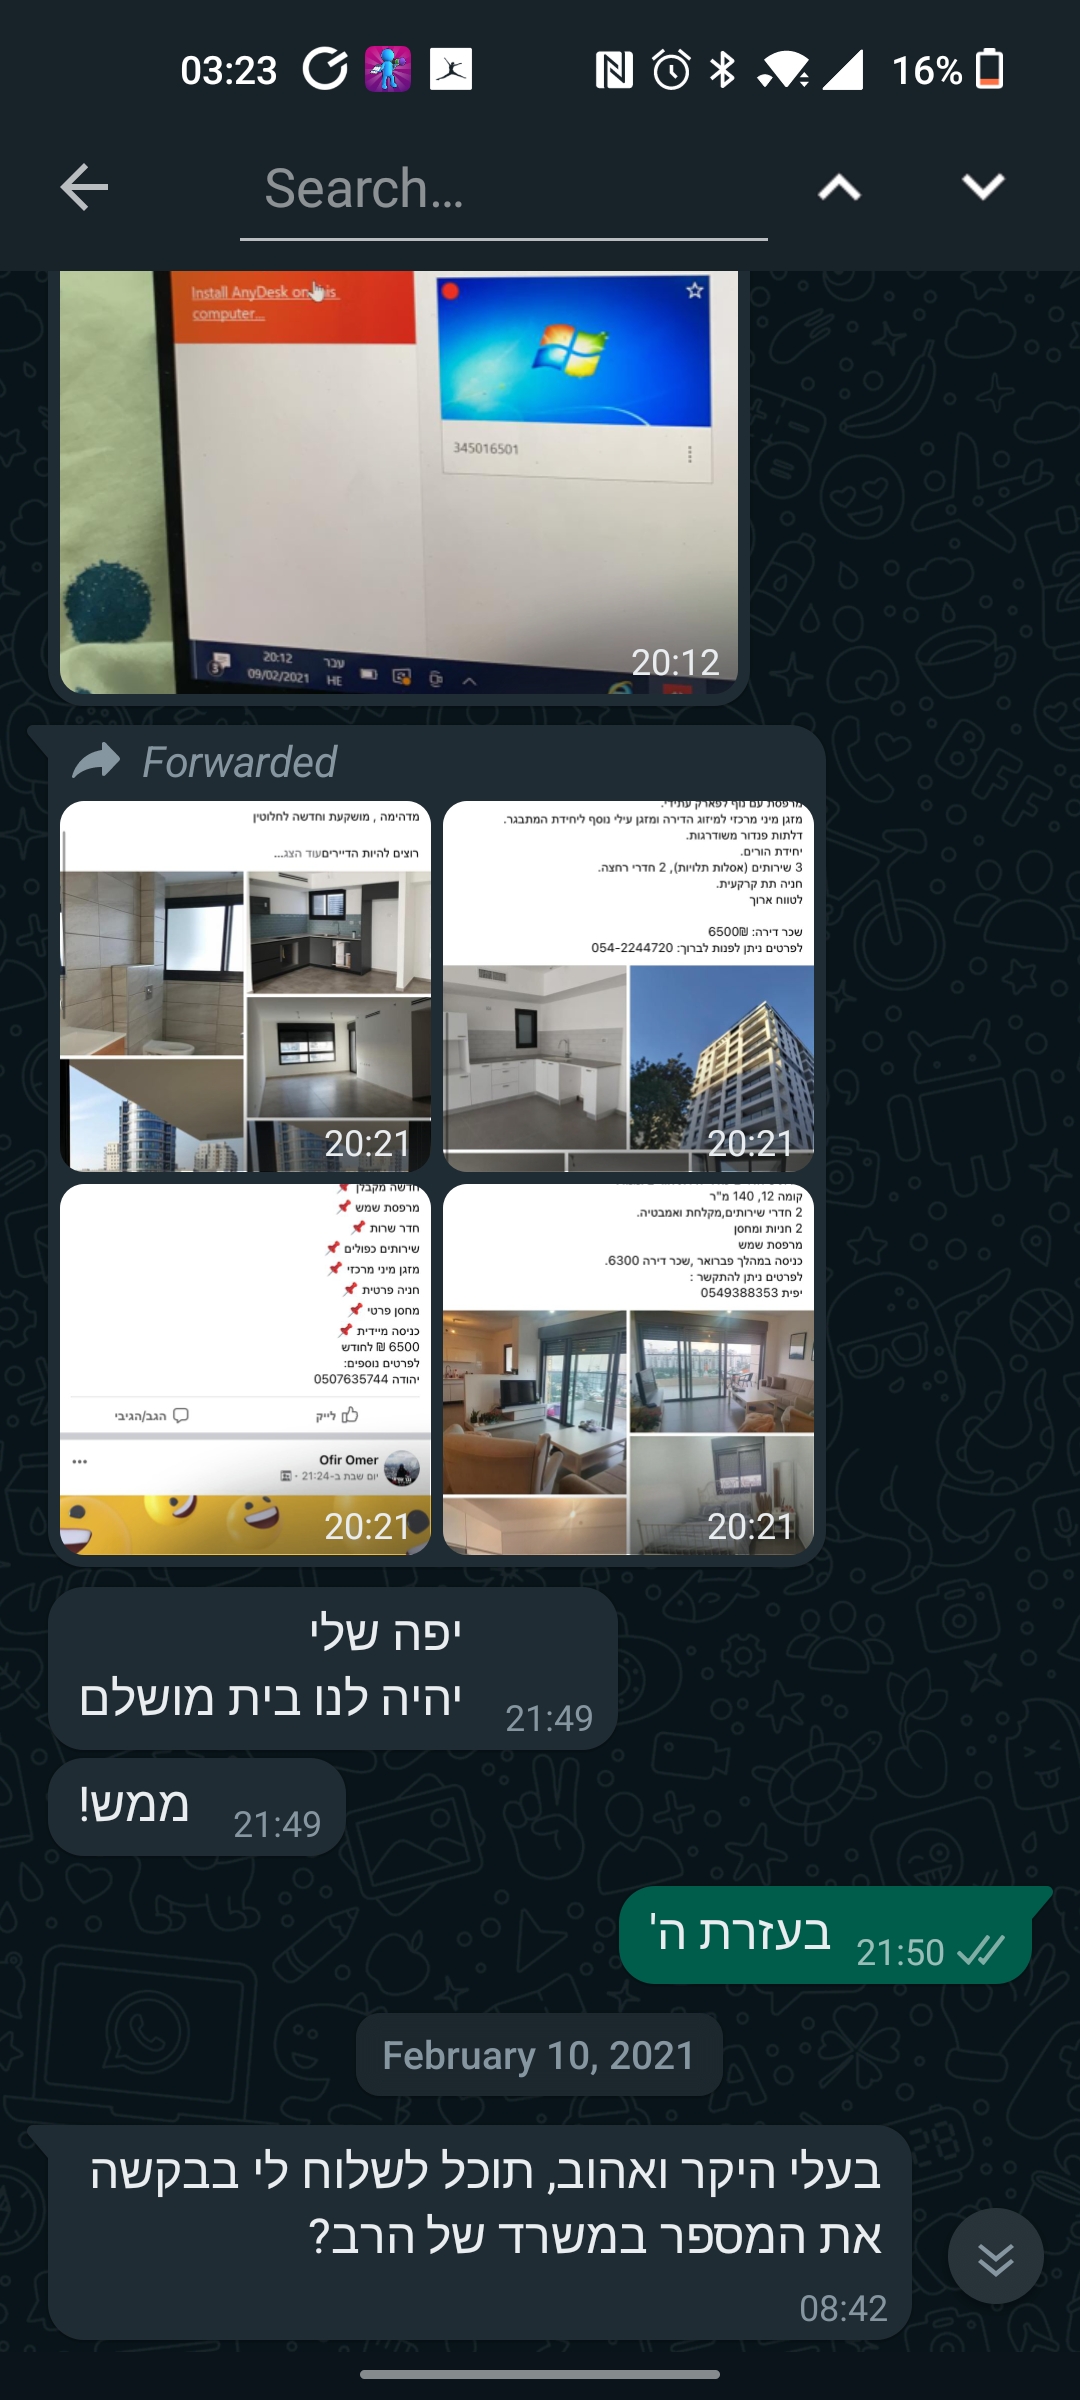 03:23
16%
Search…
Install AnyDesk on this
computer...
345016501
20:12
09/02/2021
עבר
HE
20:12
Forwarded
מדהימה , מושקעת וחדשה לחלוטין
רוצים להיות הדייריםעוד הצג...
20:21
מרפסת עם נוף לפארק עתידי.
מזגן מיני מרכזי למיזוג הדירה ומזגן עילי נוסף ליחידת המתבגר.
דלתות פנדור משודרגות.
יחידת הורים.
3 שירותים (אסלות תלויות), 2 חדרי רחצה.
חניה תת קרקעית.
לטווח ארוך
שכר דירה: 6500₪
לפרטים ניתן לפנות לברוך: 054-2244720
20:21
חדשה מקבלן 📌
מרפסת שמש 📌
חדר שרות 📌
שירותים כפולים 📌
מזגן מיני מרכזי 📌
חניה פרטית 📌
מחסן פרטי 📌
כניסה מיידית 📌
6500 ₪ לחודש
לפרטים נוספים:
יהודה 0507635744
לייק
הגב/הגיבי
Ofir Omer
יום שבת ב-21:24
20:21
קומה 12, 140 מ"ר
2 חדרי שירותים,מקלחת ואמבטיה.
2 חניות ומחסן
מרפסת שמש
כניסה במהלך פברואר ,שכר דירה 6300.
לפרטים ניתן להתקשר :
יפית 0549388353
20:21
יפה שלי
יהיה לנו בית מושלם
21:49
ממש!
21:49
בעזרת ה'
21:50
February 10, 2021
בעלי היקר ואהוב, תוכל לשלוח לי בבקשה
את המספר במשרד של הרב?
08:42